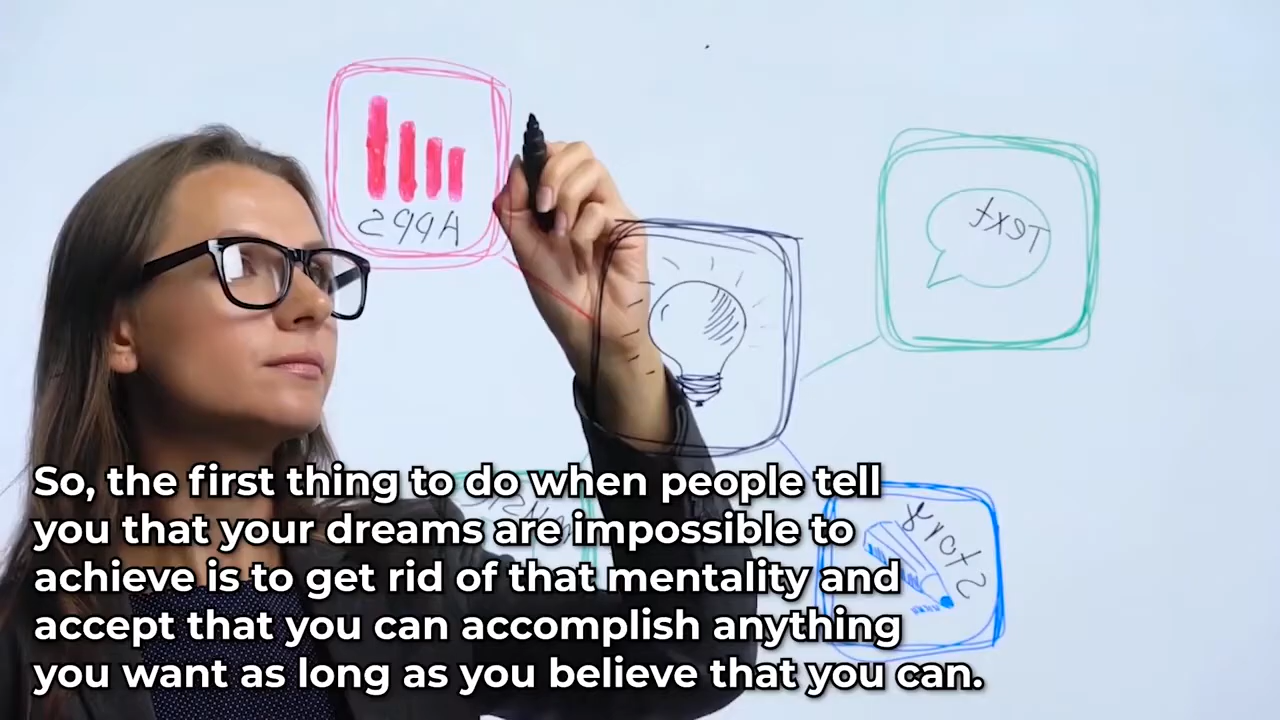 Apps
Text
Story
So, the first thing to do when people tell
you that your dreams are impossible to
achieve is to get rid of that mentality and
accept that you can accomplish anything
you want as long as you believe that you can.